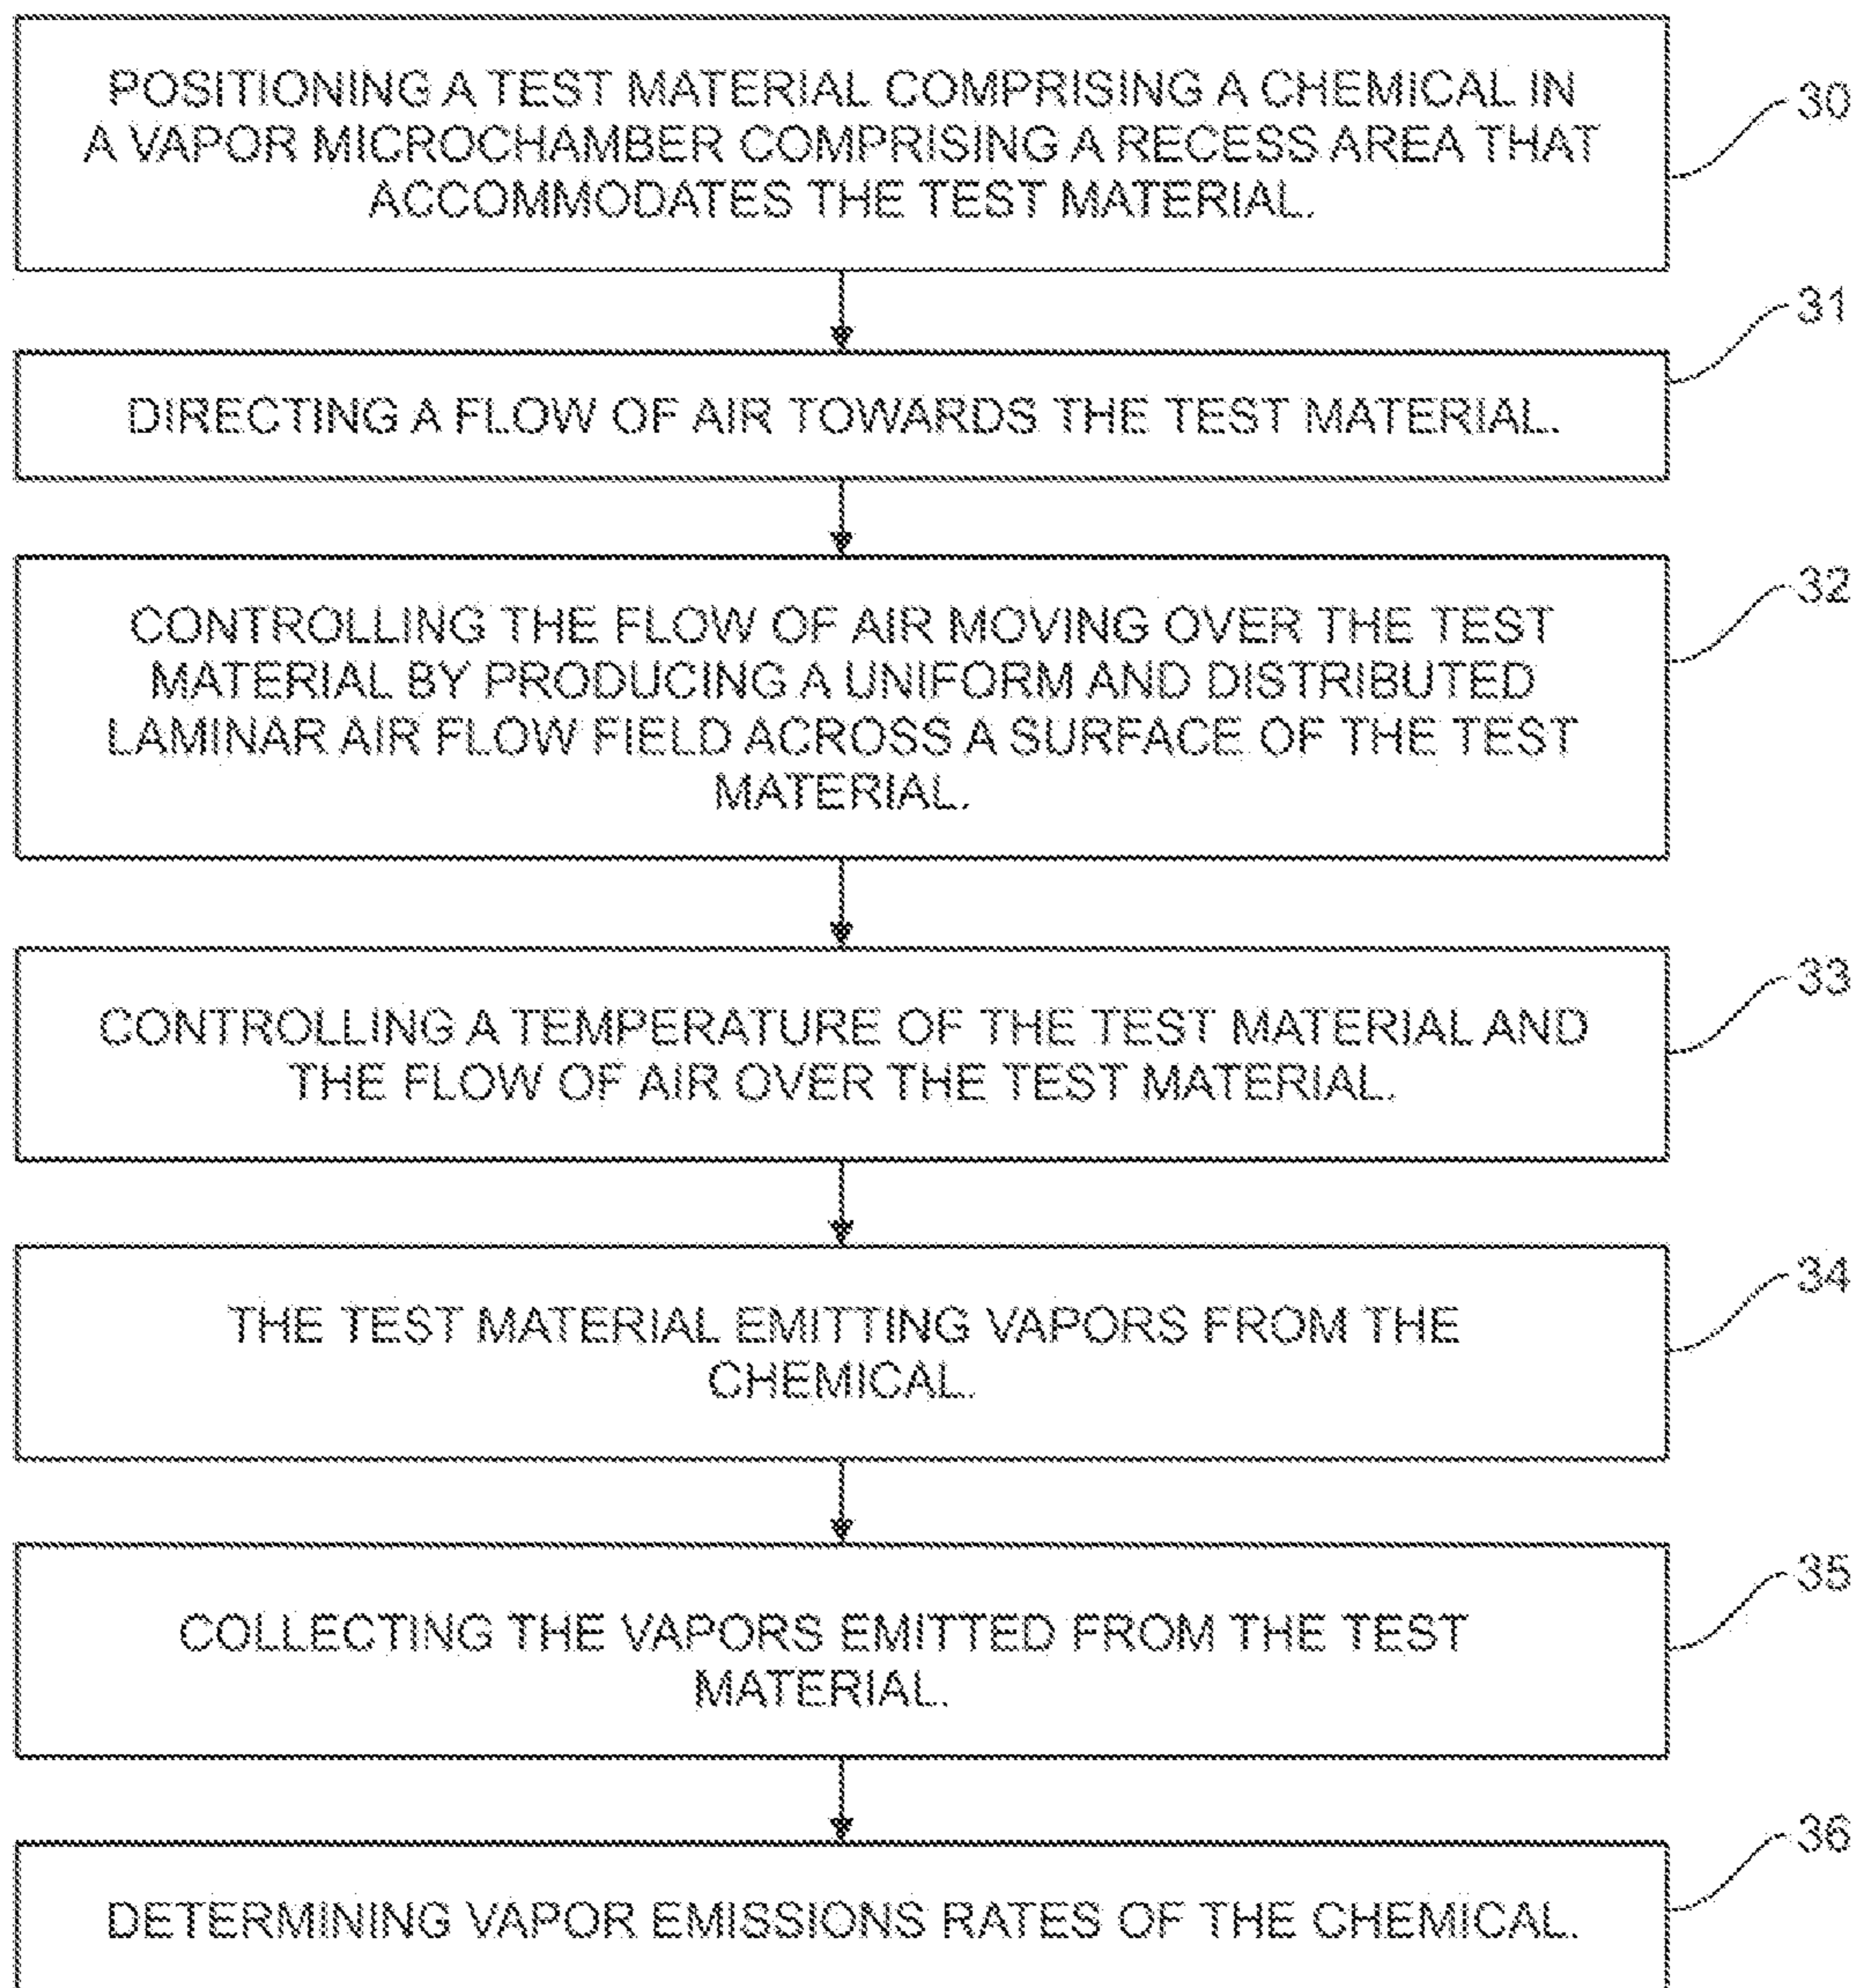 POSITIONING A TEST MATERIAL COMPRISING A CHEMICAL IN
A VAPOR MICROCHAMBER COMPRISING A RECESS AREA THAT
ACCOMMODATES THE TEST MATERIAL.
30
31
DIRECTING A FLOW OF AIR TOWARDS THE TEST MATERIAL.
32
CONTROLLING THE FLOW OF AIR MOVING OVER THE TEST
MATERIAL BY PRODUCING A UNIFORM AND DISTRIBUTED
LAMINAR AIR FLOW FIELD ACROSS A SURFACE OF THE TEST
MATERIAL.
33
CONTROLLING A TEMPERATURE OF THE TEST MATERIAL AND
THE FLOW OF AIR OVER THE TEST MATERIAL.
34
THE TEST MATERIAL EMITTING VAPORS FROM THE
CHEMICAL.
35
COLLECTING THE VAPORS EMITTED FROM THE TEST
MATERIAL.
36
DETERMINING VAPOR EMISSIONS RATES OF THE CHEMICAL.